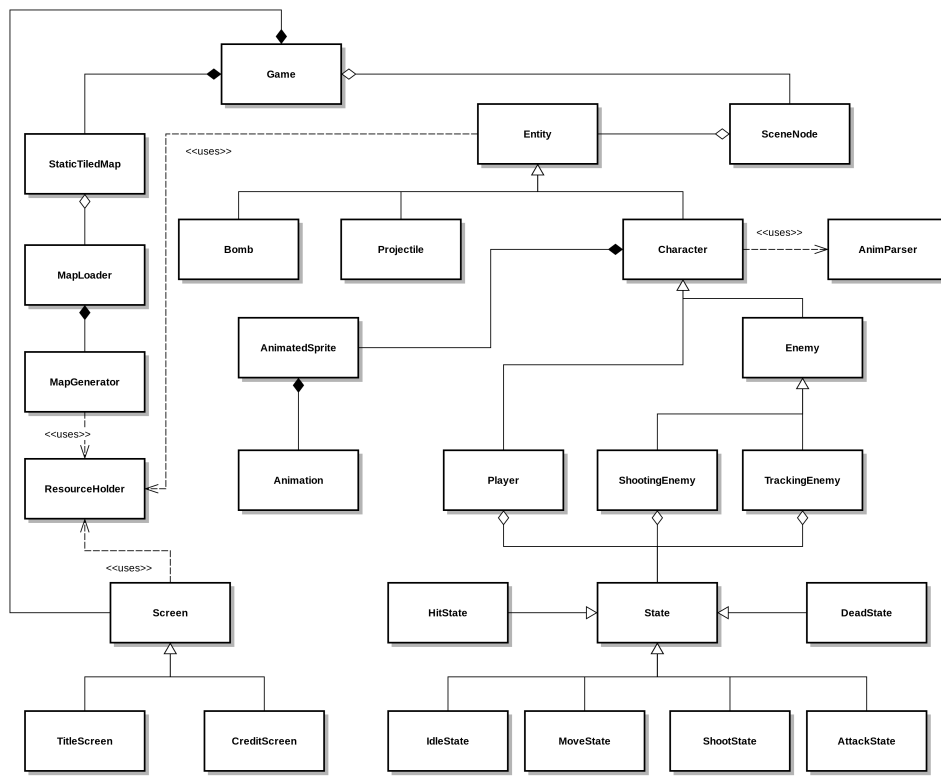 Game
Entity
SceneNode
<<uses>>
StaticTiledMap
<<uses>>
Bomb
Projectile
Character
AnimParser
MapLoader
AnimatedSprite
Enemy
MapGenerator
<<uses>>
ResourceHolder
Animation
Player
ShootingEnemy
TrackingEnemy
<<uses>>
Screen
HitState
State
DeadState
TitleScreen
CreditScreen
IdleState
MoveState
ShootState
AttackState